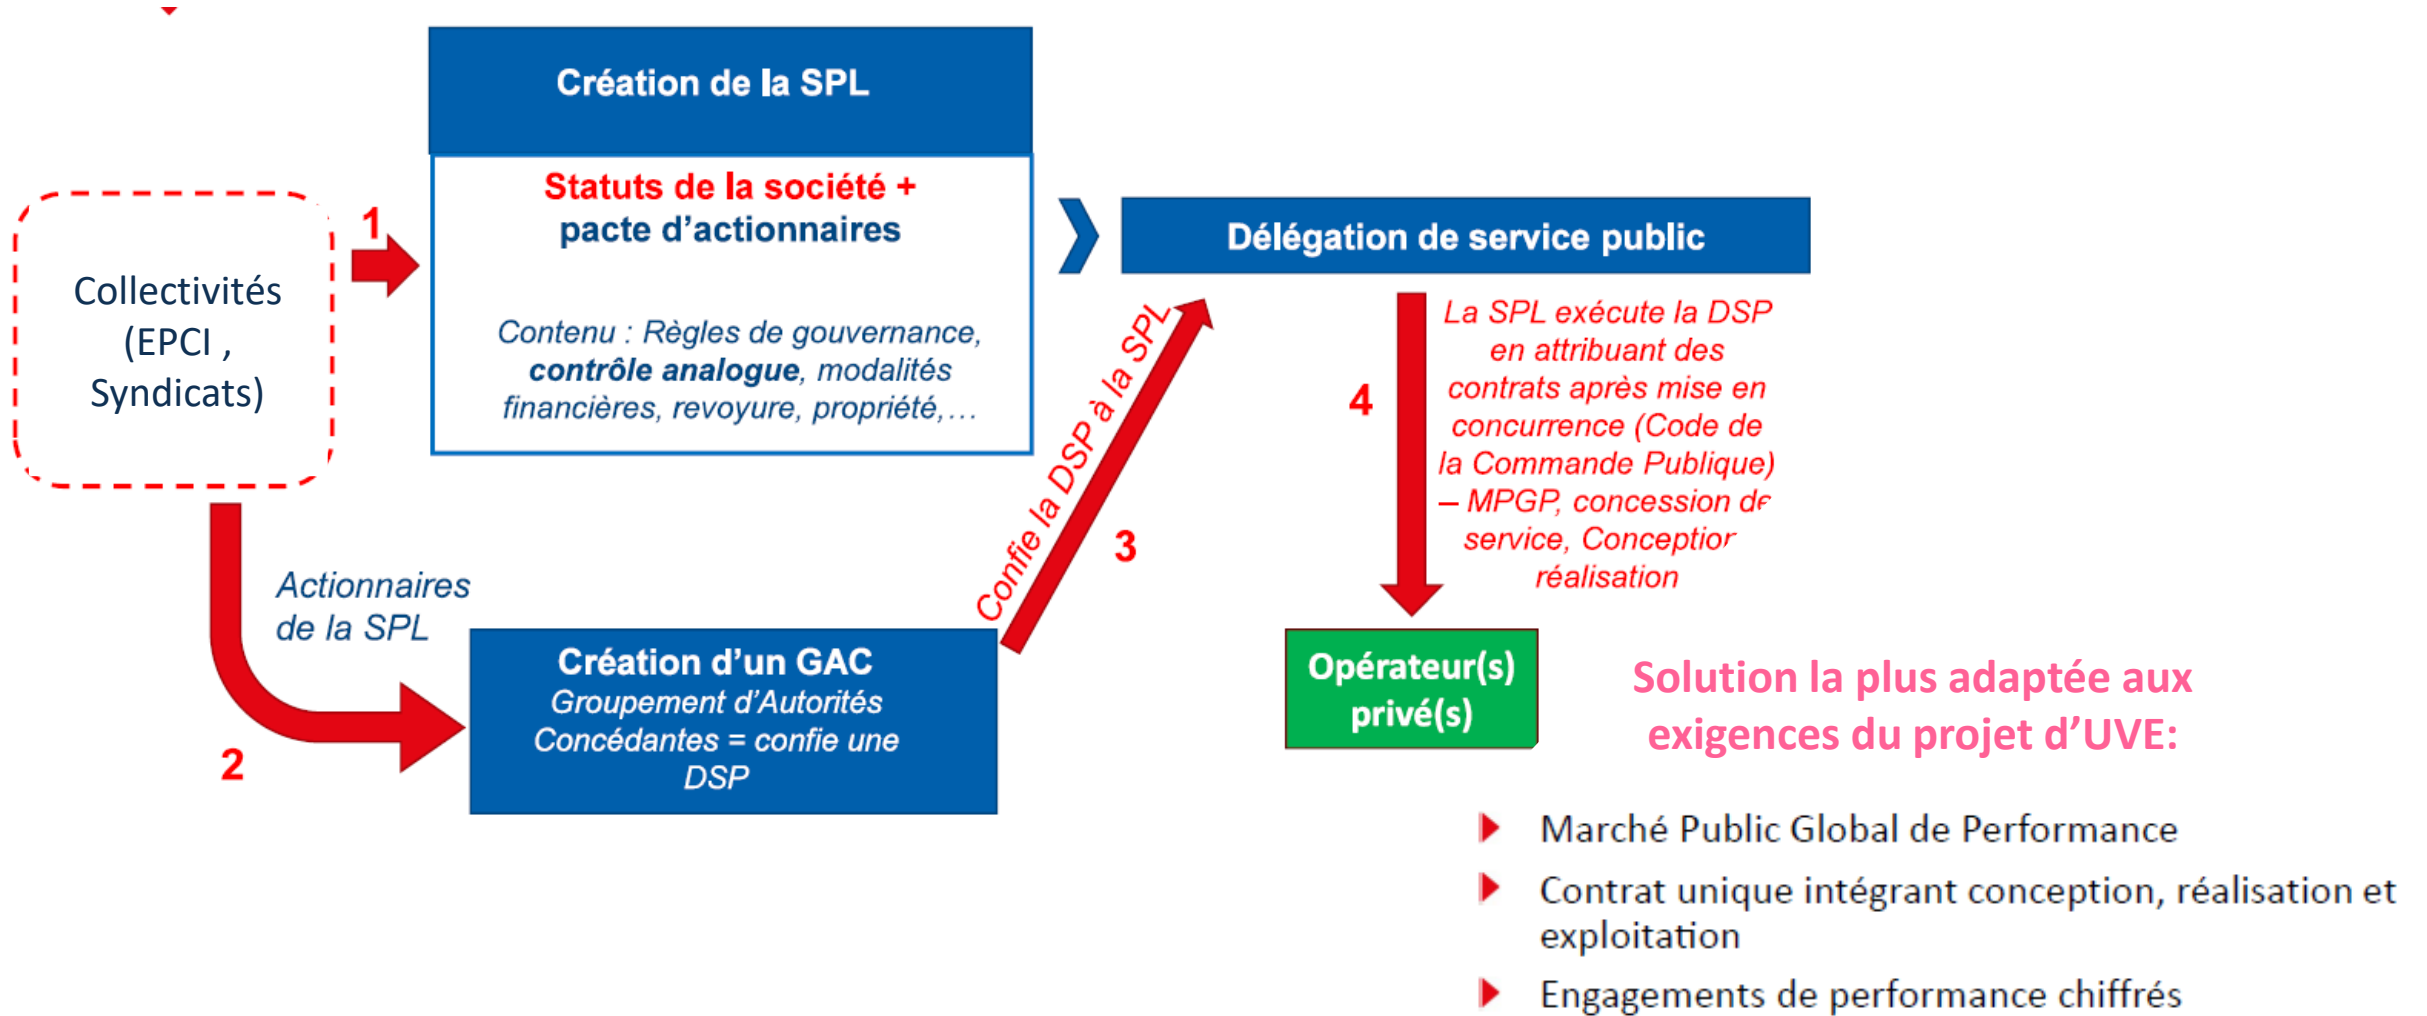 Création de la SPL
Statuts de la société +
pacte d'actionnaires
Contenu : Règles de gouvernance,
contrôle analogue, modalités
financières, revoyure, propriété,...
Collectivités
(EPCI ,
Syndicats)
1
Délégation de service public
Actionnaires
de la SPL
2
Création d'un GAC
Groupement d'Autorités
Concédantes = confie une
DSP
Confie la DSP à la SPL
3
4
La SPL exécute la DSP
en attribuant des
contrats après mise en
concurrence (Code de
la Commande Publique)
– MPGP, concession de
service, Conception
réalisation
Opérateur(s)
privé(s)
Solution la plus adaptée aux
exigences du projet d'UVE:
Marché Public Global de Performance
Contrat unique intégrant conception, réalisation et
exploitation
Engagements de performance chiffrés